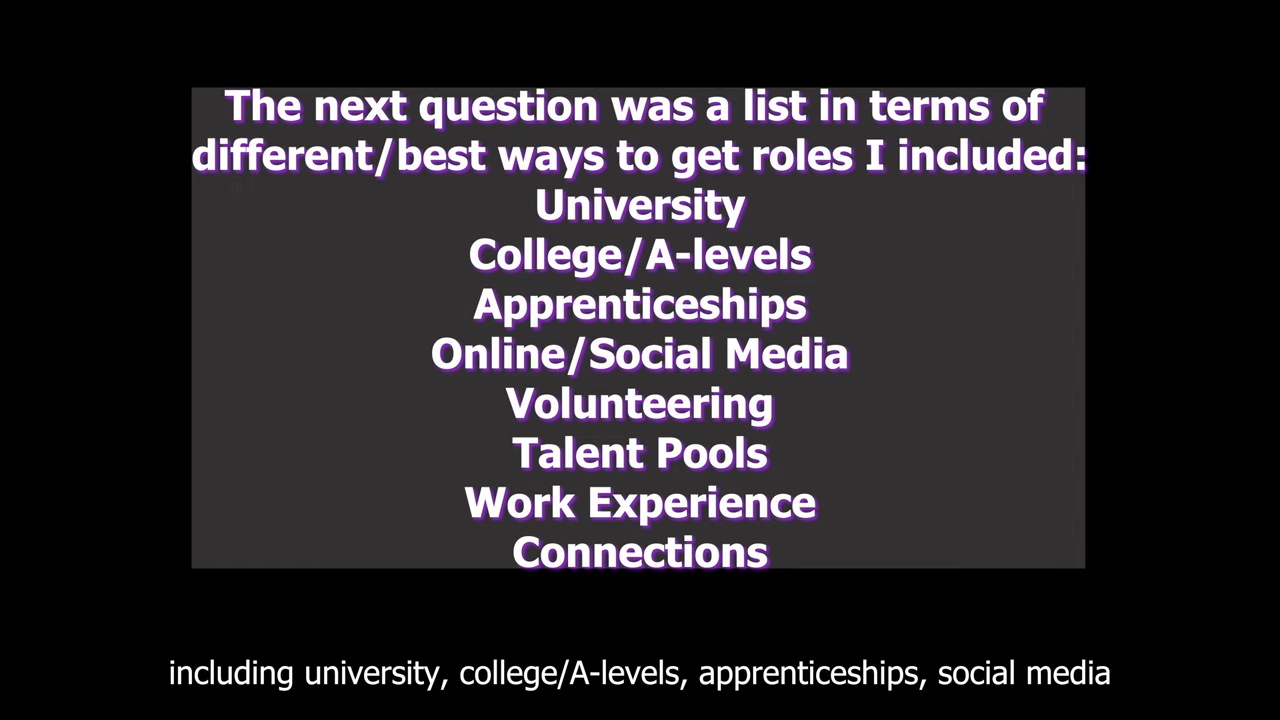 The next question was a list in terms of
different/best ways to get roles I included:
University
College/A-levels
Apprenticeships
Online/Social Media
Volunteering
Talent Pools
Work Experience
Connections
including university, college/A-levels, apprenticeships, social media